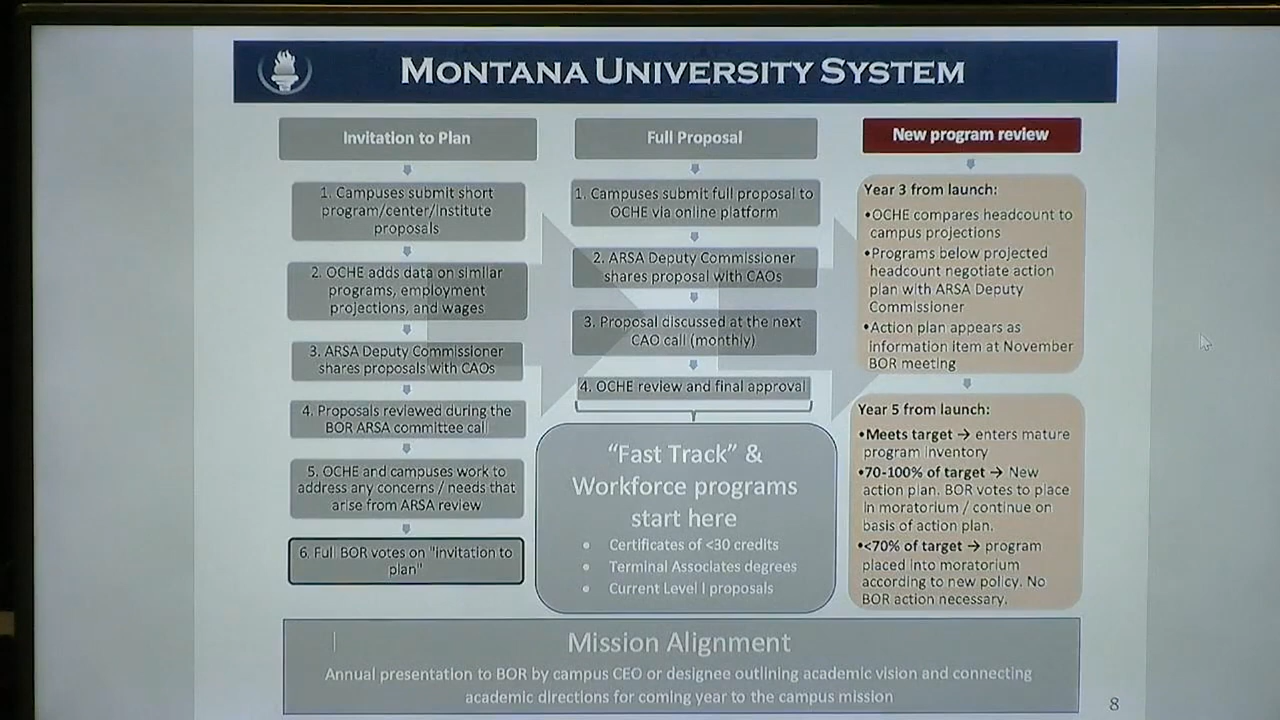 MONTANA UNIVERSITY SYSTEM
Invitation to Plan
1. Campuses submit short
program/center/institute
proposals
2. OCHE adds data on similar
programs, employment
projections, and wages
3. ARSA Deputy Commissioner
shares proposals with CAOs
4. Proposals reviewed during the
BOR ARSA committee call
5. OCHE and campuses work to
address any concerns / needs that
arise from ARSA review
6. Full BOR votes on "invitation to
plan"
Full Proposal
1. Campuses submit full proposal to
OCHE via online platform
2. ARSA Deputy Commissioner
shares proposal with CAOs
3. Proposal discussed at the next
CAO call (monthly)
4. OCHE review and final approval
“Fast Track” &
Workforce programs
start here
• Certificates of <30 credits
• Terminal Associates degrees
• Current Level I proposals
New program review
Year 3 from launch:
•OCHE compares headcount to
campus projections
•Programs below projected
headcount negotiate action
plan with ARSA Deputy
Commissioner
•Action plan appears as
information item at November
BOR meeting
Year 5 from launch:
•Meets target → enters mature
program inventory
•70-100% of target → New
action plan. BOR votes to place
in moratorium / continue on
basis of action plan.
•<70% of target → program
placed into moratorium
according to new policy. No
BOR action necessary.
Mission Alignment
Annual presentation to BOR by campus CEO or designee outlining academic vision and connecting
academic directions for coming year to the campus mission
8